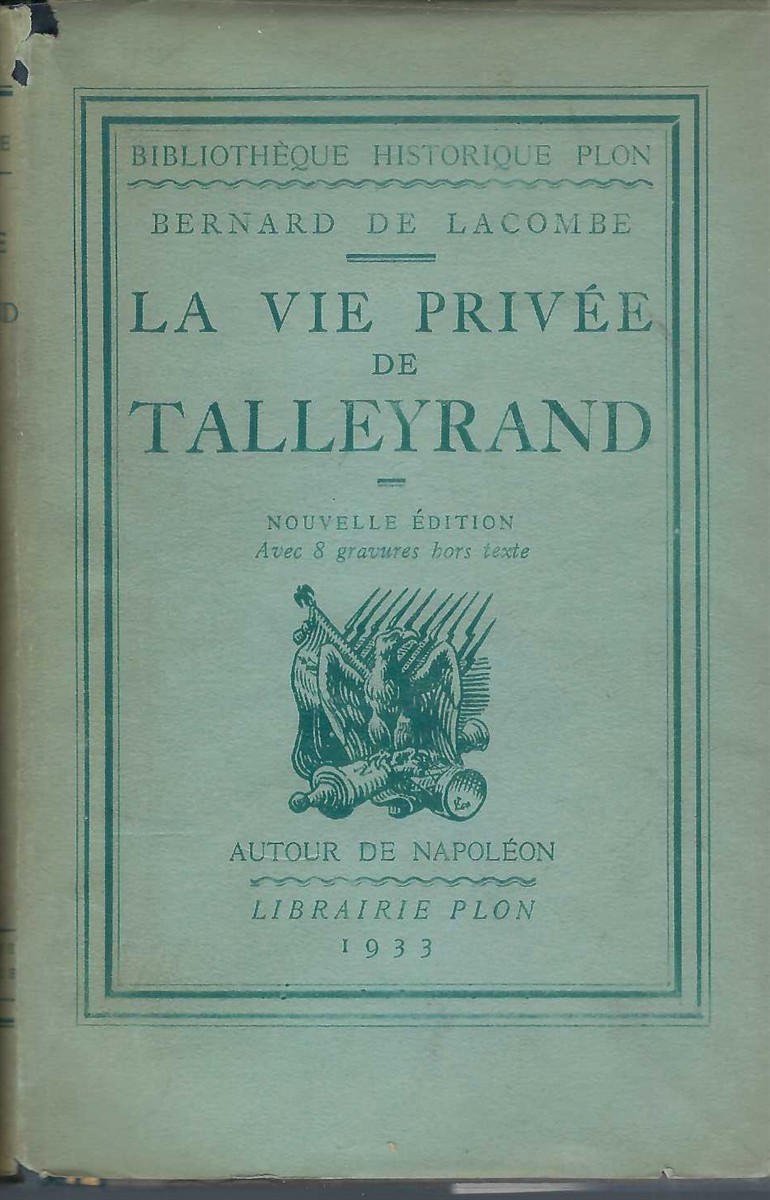 BIBLIOTHÈQUE HISTORIQUE PLON
BERNARD DE LACOMBE
LA VIE PRIVÉE
DE
TALLEYRAND
NOUVELLE ÉDITION
Avec 8 gravures hors texte
AUTOUR DE NAPOLÉON
LIBRAIRIE PLON
1933